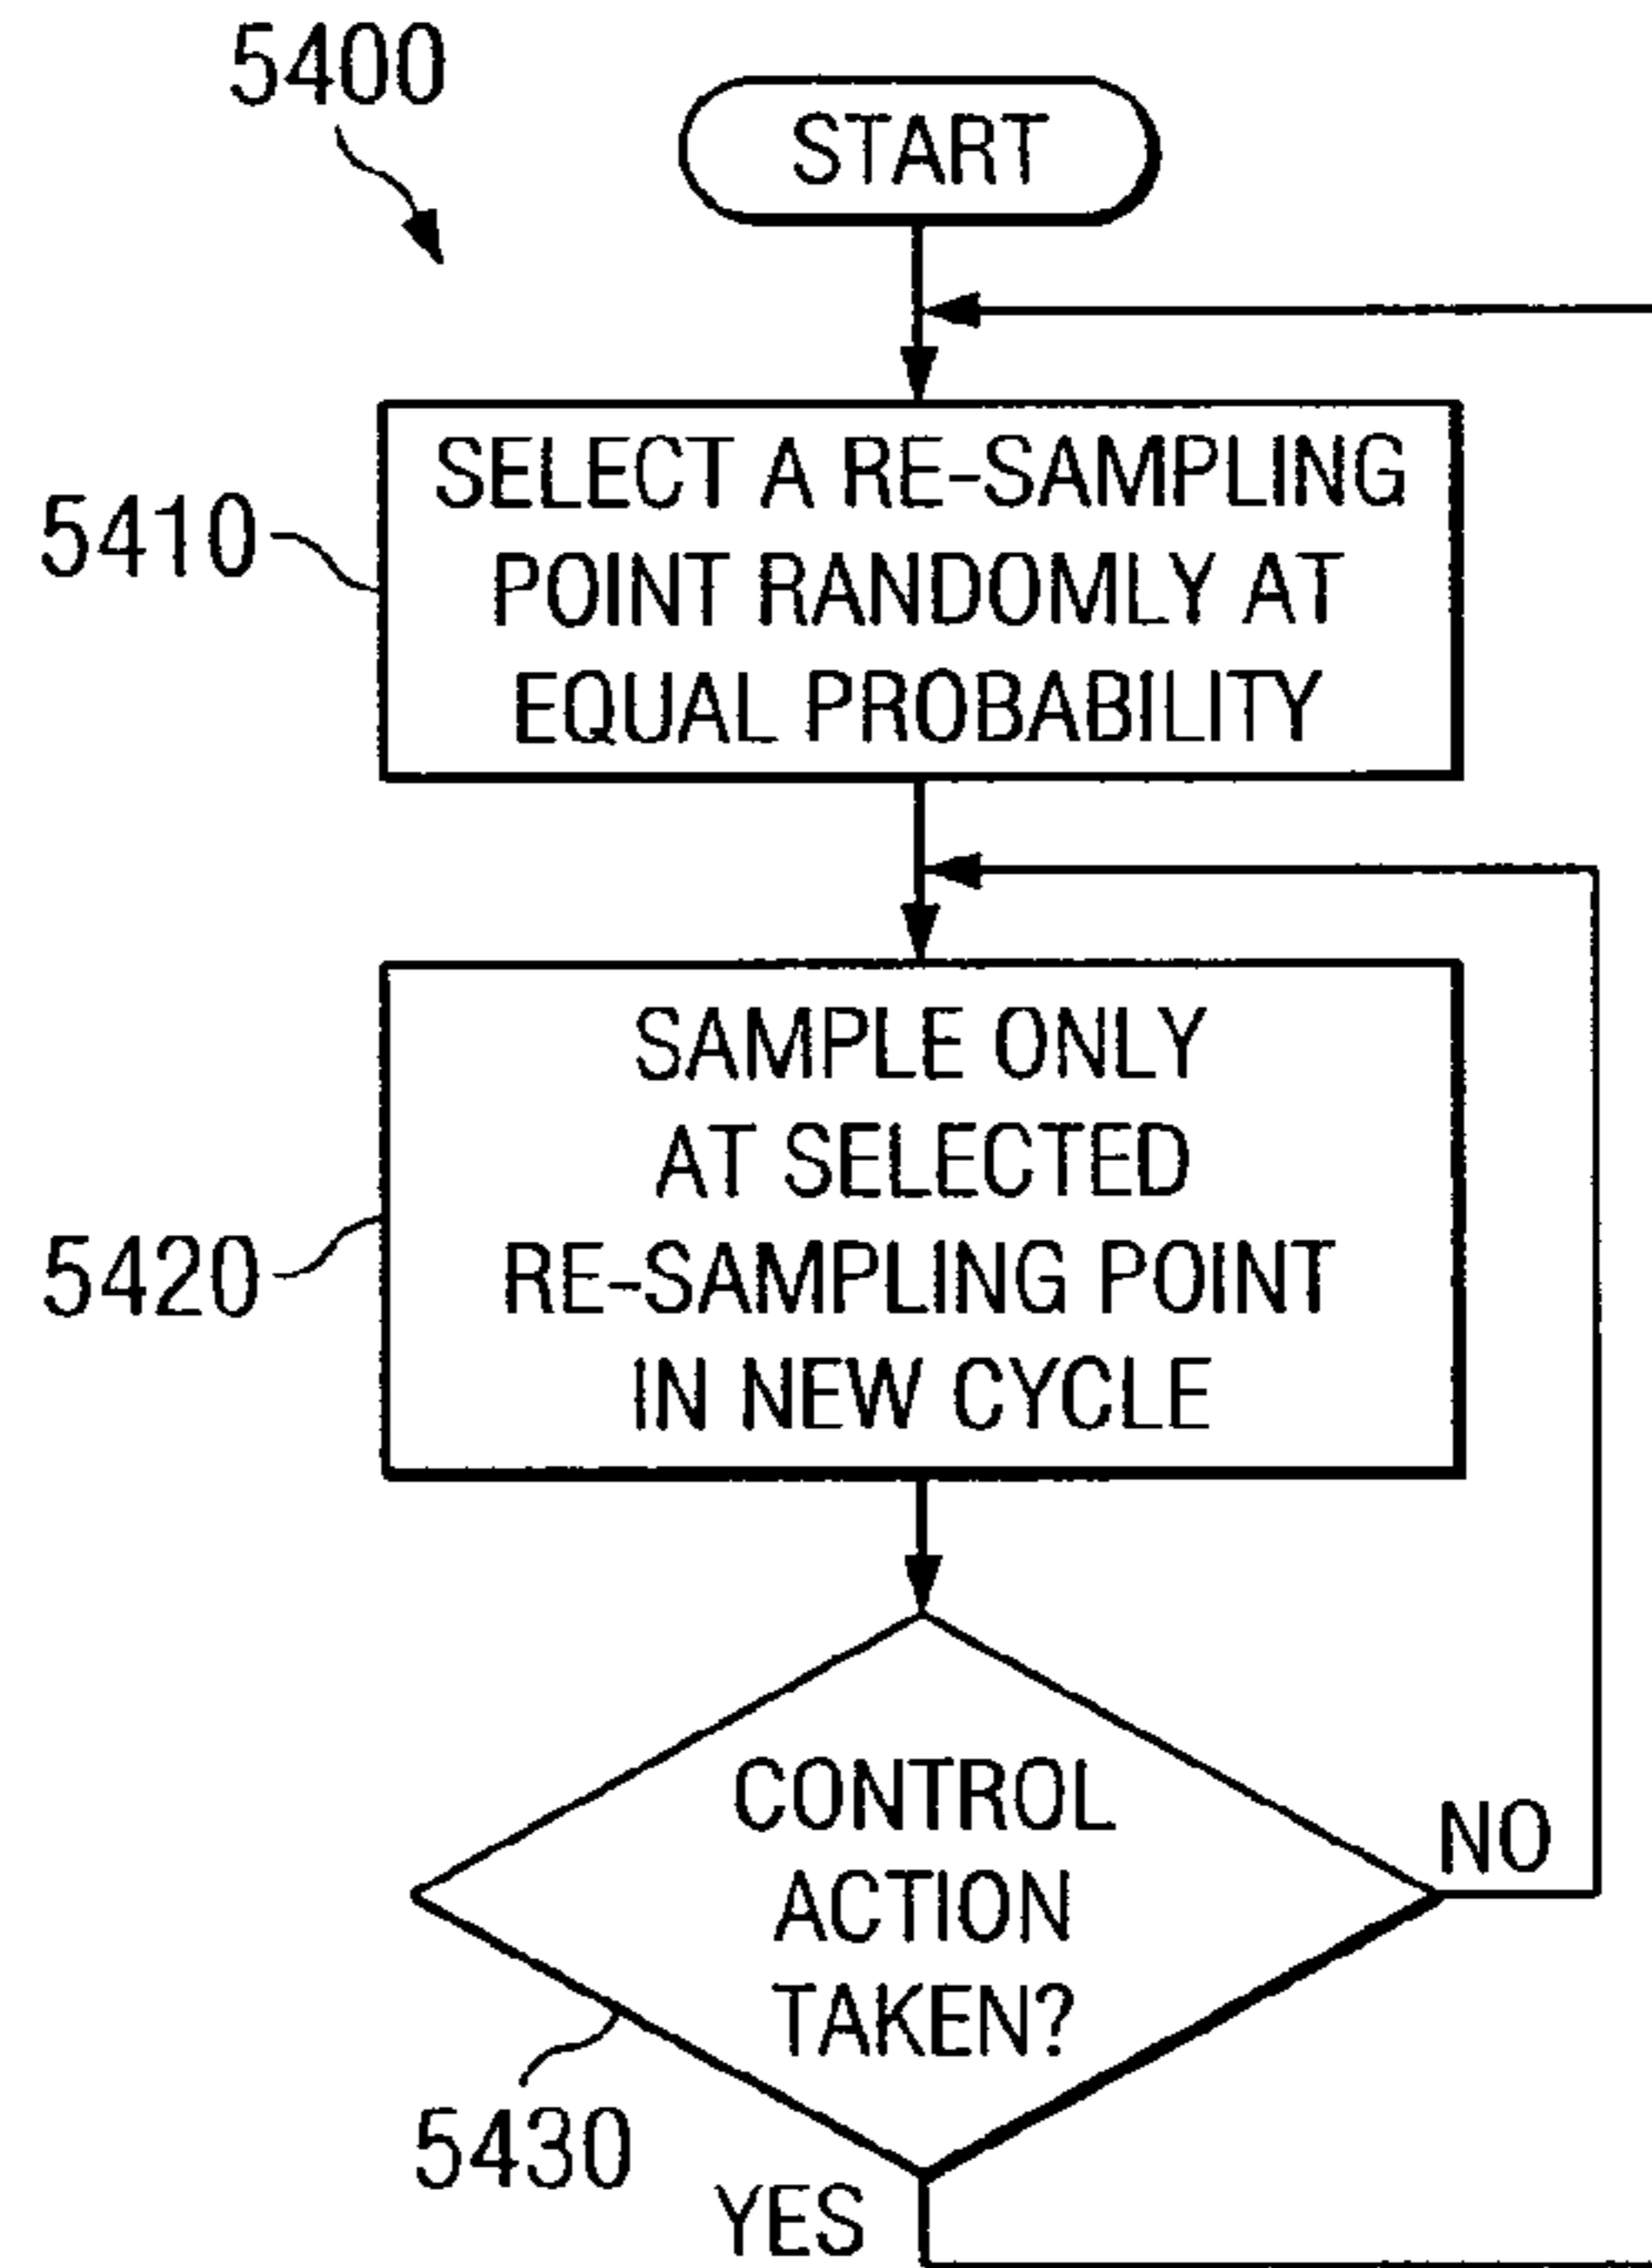 5400
START
5410
SELECT A RE-SAMPLING
POINT RANDOMLY AT
EQUAL PROBABILITY
5420
SAMPLE ONLY
AT SELECTED
RE-SAMPLING POINT
IN NEW CYCLE
CONTROL
ACTION
TAKEN?
NO
5430
YES